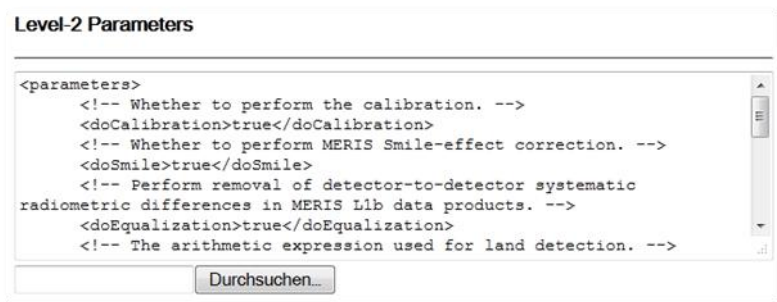 Level-2 Parameters
<parameters>
<!-- Whether to perform the calibration. -->
<doCalibration>true</doCalibration>
<!-- Whether to perform MERIS Smile-effect correction. -->
<doSmile>true</doSmile>
<!-- Perform removal of detector-to-detector systematic
radiometric differences in MERIS L1b data products. -->
<doEqualization>true</doEqualization>
<!-- The arithmetic expression used for land detection. -->
Durchsuchen...